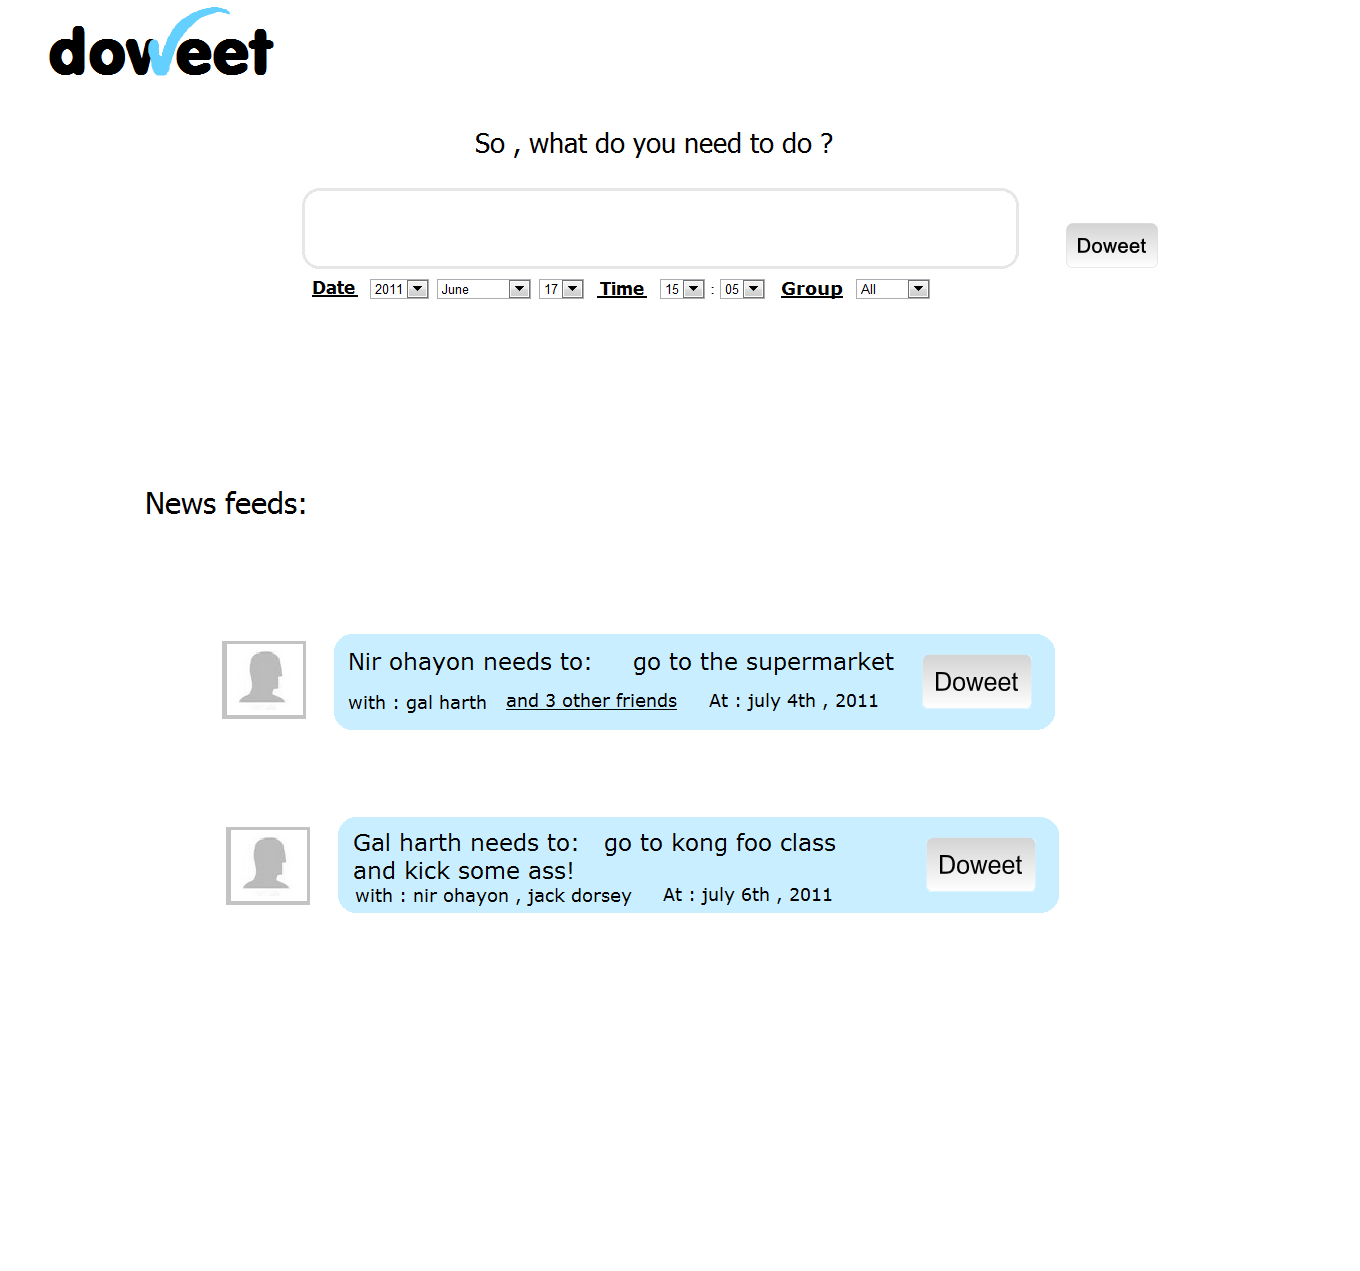 doweet
So , what do you need to do ?
Doweet
Date 2011 June 17 Time 15 : 05 Group All
News feeds:
Nir ohayon needs to: go to the supermarket
with : gal harth and 3 other friends At : july 4th , 2011
Doweet
Gal harth needs to: go to kong foo class
and kick some ass!
with : nir ohayon , jack dorsey At : july 6th , 2011
Doweet